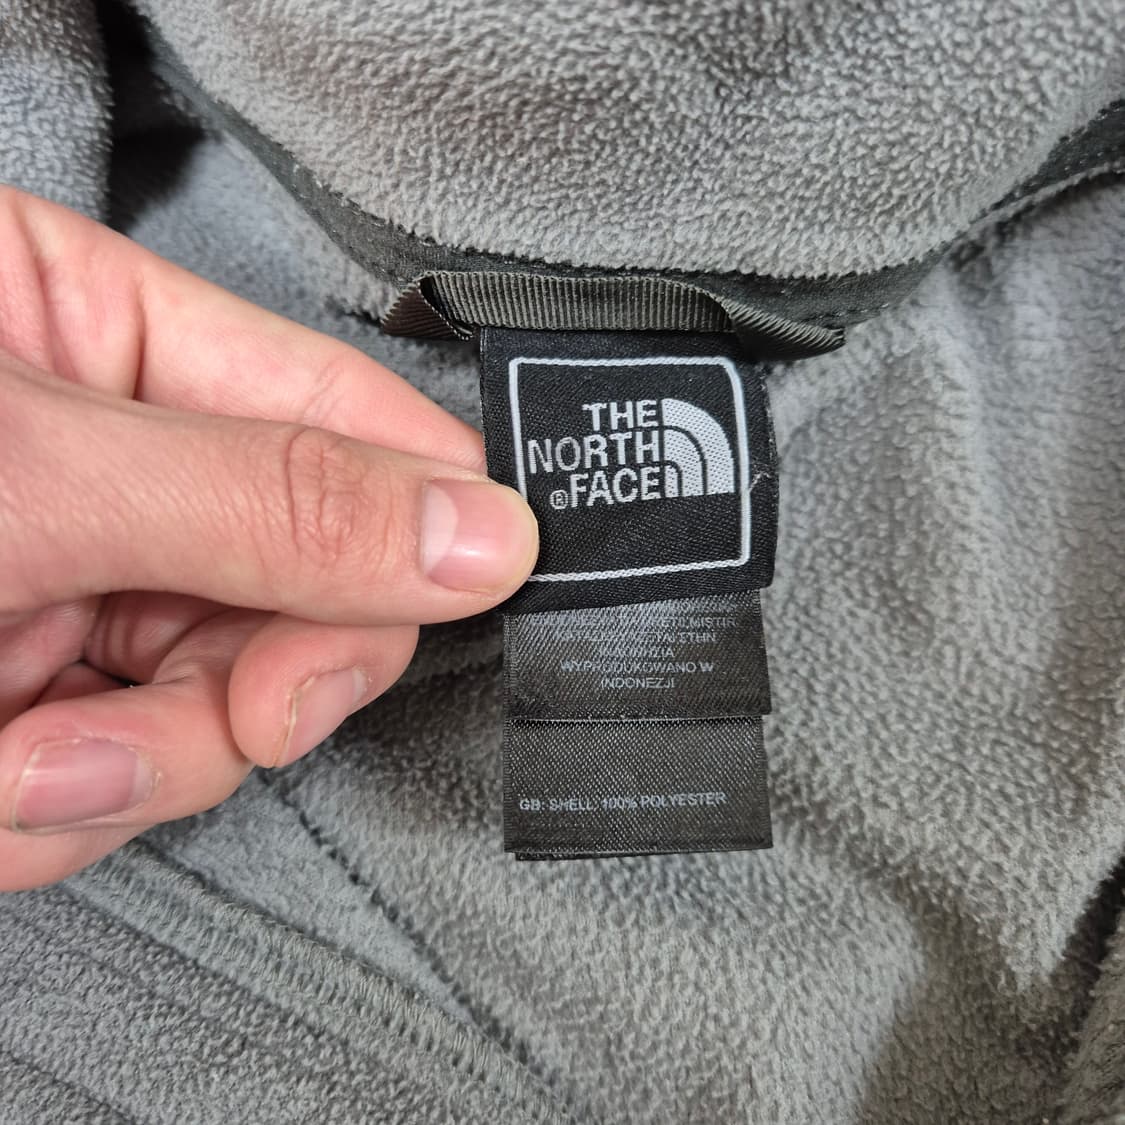 THE
NORTH
®FACE
WYPRODUKOWANO W
INDONEZJI
GB: SHELL: 100% POLYESTER